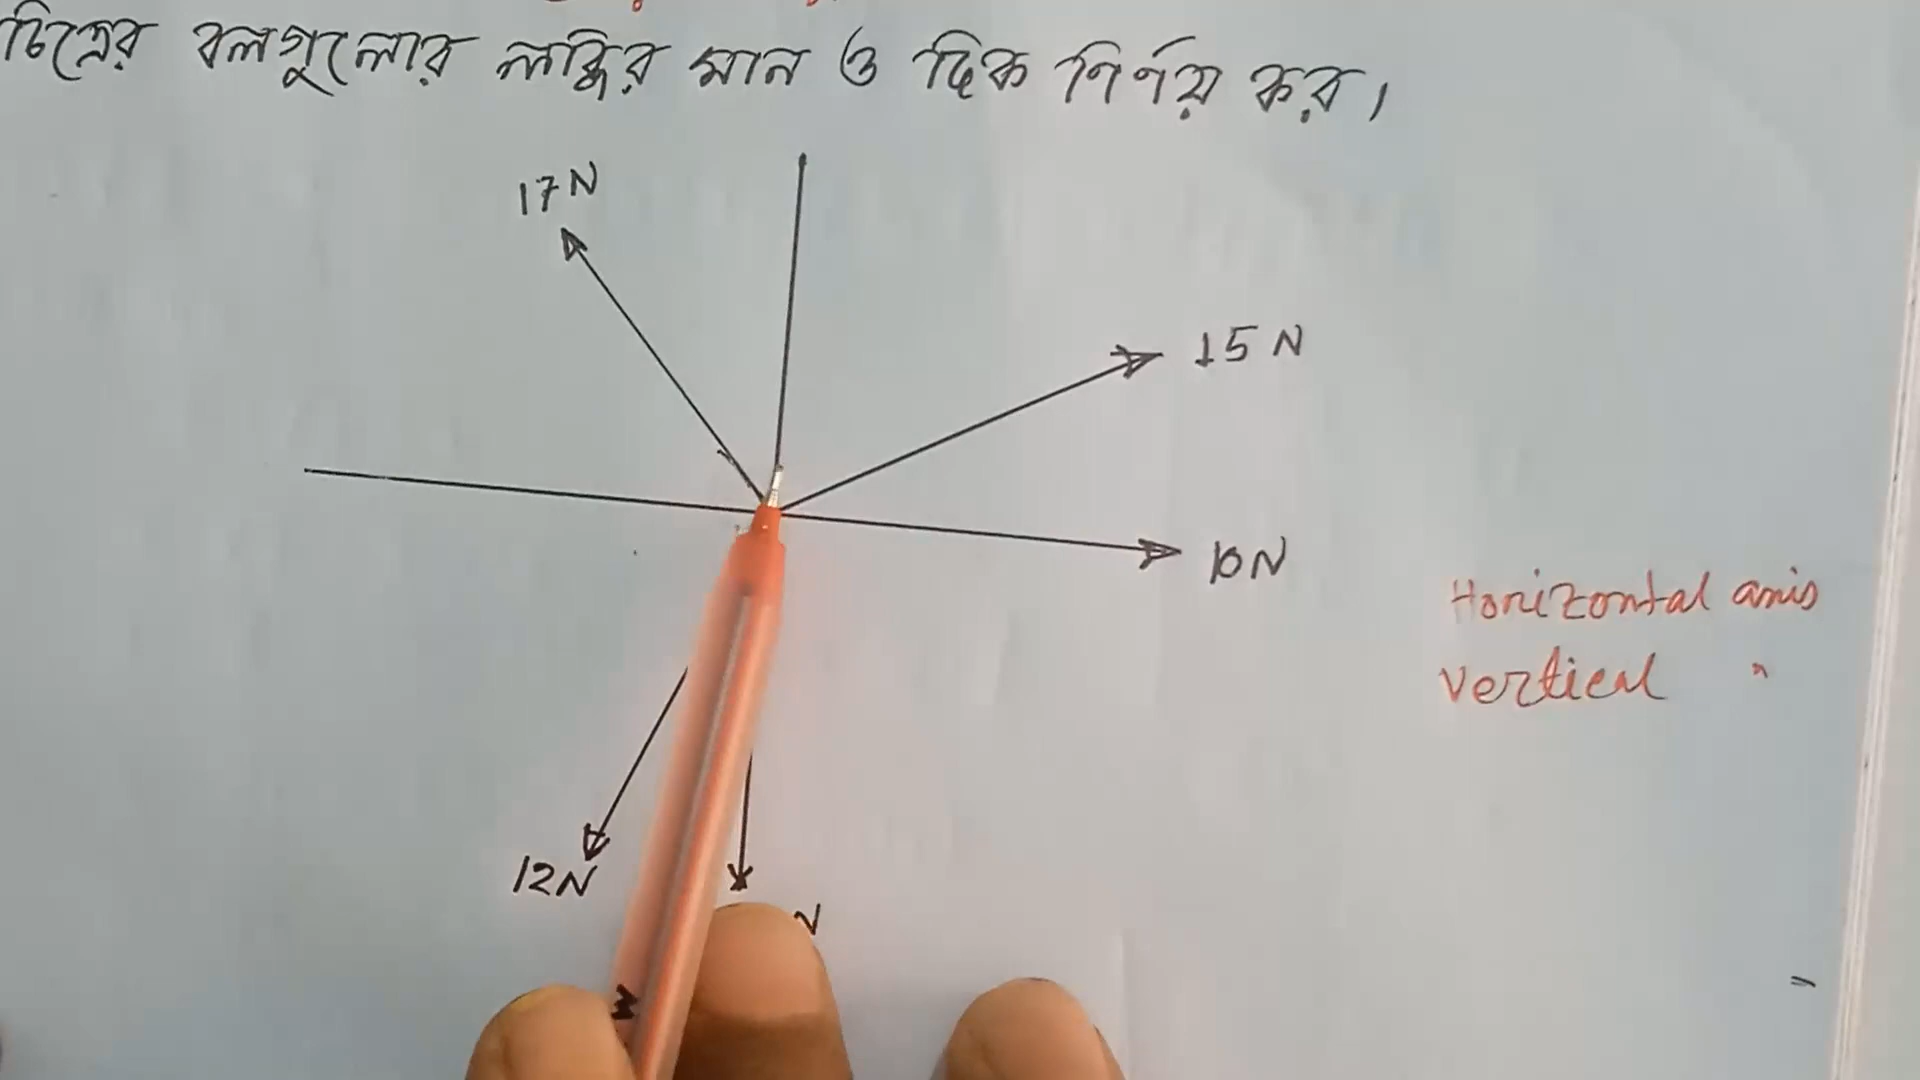 চিত্রের বলগুলোর লব্ধির মান ও দিক নির্ণয় কর।
17N
15 N
10N
Horizontal axis
Vertical "
12N
N